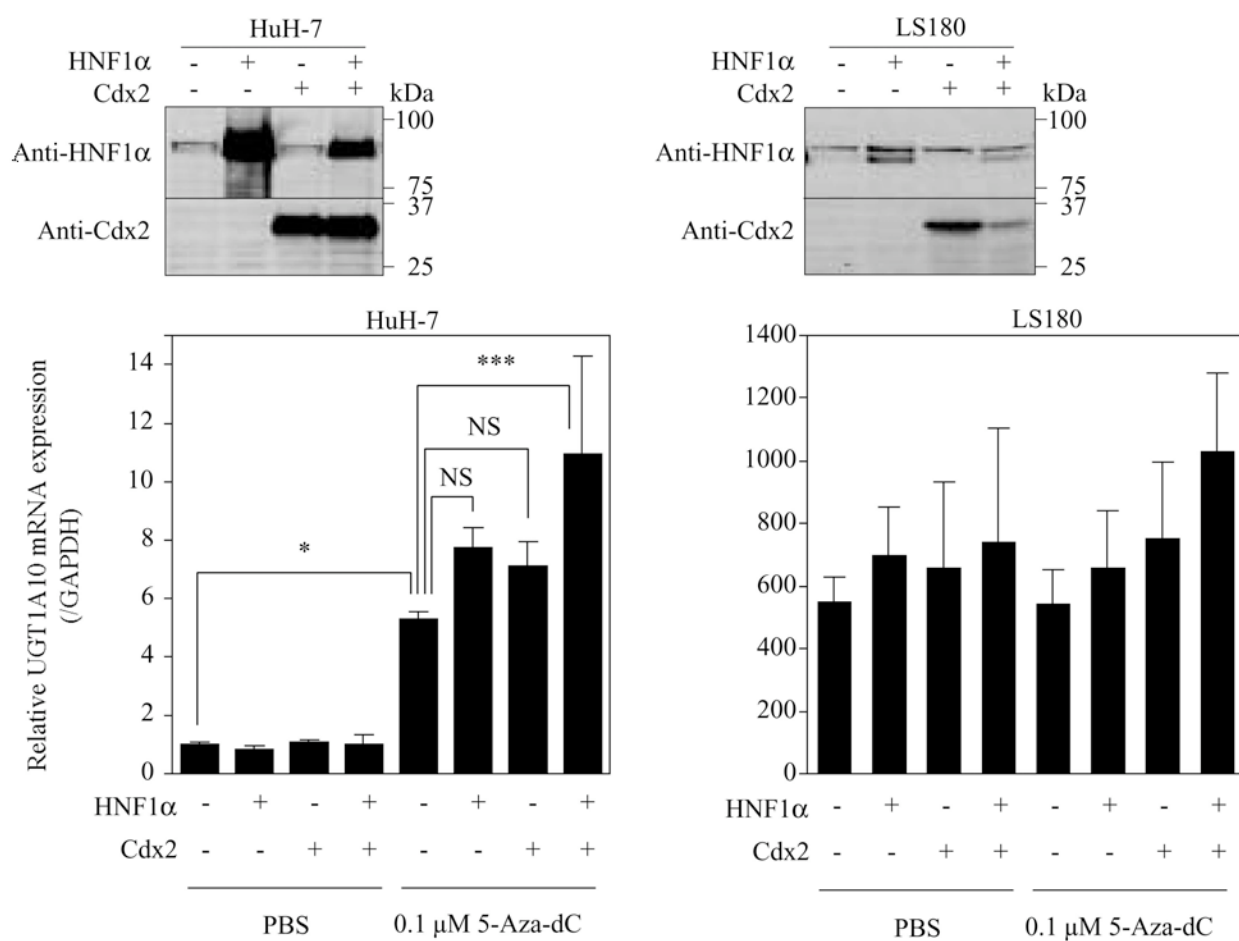 HuH-7
HNF1α - + - +
Cdx2 - - + + kDa
100
Anti-HNF1α
75
37
Anti-Cdx2
25
LS180
HNF1α - + - +
Cdx2 - - + + kDa
100
Anti-HNF1α
75
37
Anti-Cdx2
25
HuH-7
Relative UGT1A10 mRNA expression
(/GAPDH)
14
12
10
8
6
4
2
0
***
NS
NS
*
HNF1α - + - + - + - +
Cdx2 - - + + - - + +
PBS 0.1 μM 5-Aza-dC
LS180
1400
1200
1000
800
600
400
200
0
HNF1α - + - + - + - +
Cdx2 - - + + - - + +
PBS 0.1 μM 5-Aza-dC